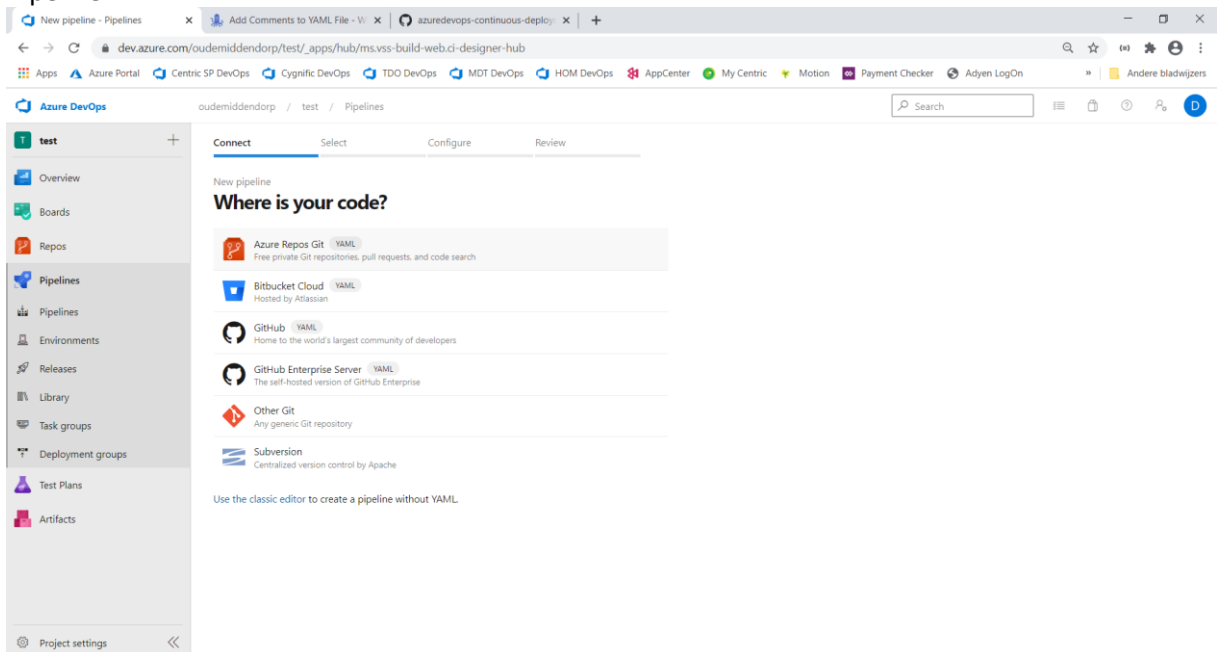 New pipeline - Pipelines
Add Comments to YAML File - W
azuredevops-continuous-deploy
dev.azure.com/oudemiddendorp/test/_apps/hub/ms.vss-build-web.ci-designer-hub
Apps Azure Portal Centric SP DevOps Cygnific DevOps TDO DevOps MDT DevOps HOM DevOps AppCenter My Centric Motion Payment Checker Adyen LogOn » Andere bladwijzers
Azure DevOps oudemiddendorp / test / Pipelines Search D
T test
Connect Select Configure Review
Overview
Boards
Repos
Pipelines
Pipelines
Environments
Releases
Library
Task groups
Deployment groups
Test Plans
Artifacts
Project settings
New pipeline
Where is your code?
Azure Repos Git YAML
Free private Git repositories, pull requests, and code search
Bitbucket Cloud YAML
Hosted by Atlassian
GitHub YAML
Home to the world's largest community of developers
GitHub Enterprise Server YAML
The self-hosted version of GitHub Enterprise
Other Git
Any generic Git repository
Subversion
Centralized version control by Apache
Use the classic editor to create a pipeline without YAML.